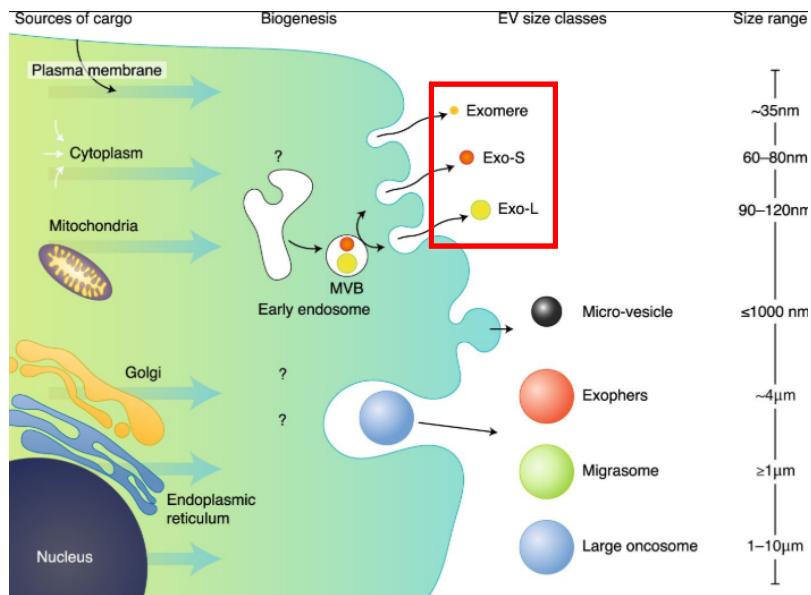 Sources of cargo
Biogenesis
EV size classes
Size range
Plasma membrane
Exomere
~35nm
Cytoplasm
?
Exo-S
60–80nm
Mitochondria
Exo-L
90–120nm
MVB
Early endosome
Micro-vesicle
≤1000 nm
Golgi
?
Exophers
~4μm
?
Migrasome
≥1μm
Endoplasmic
reticulum
Nucleus
Large oncosome
1–10μm